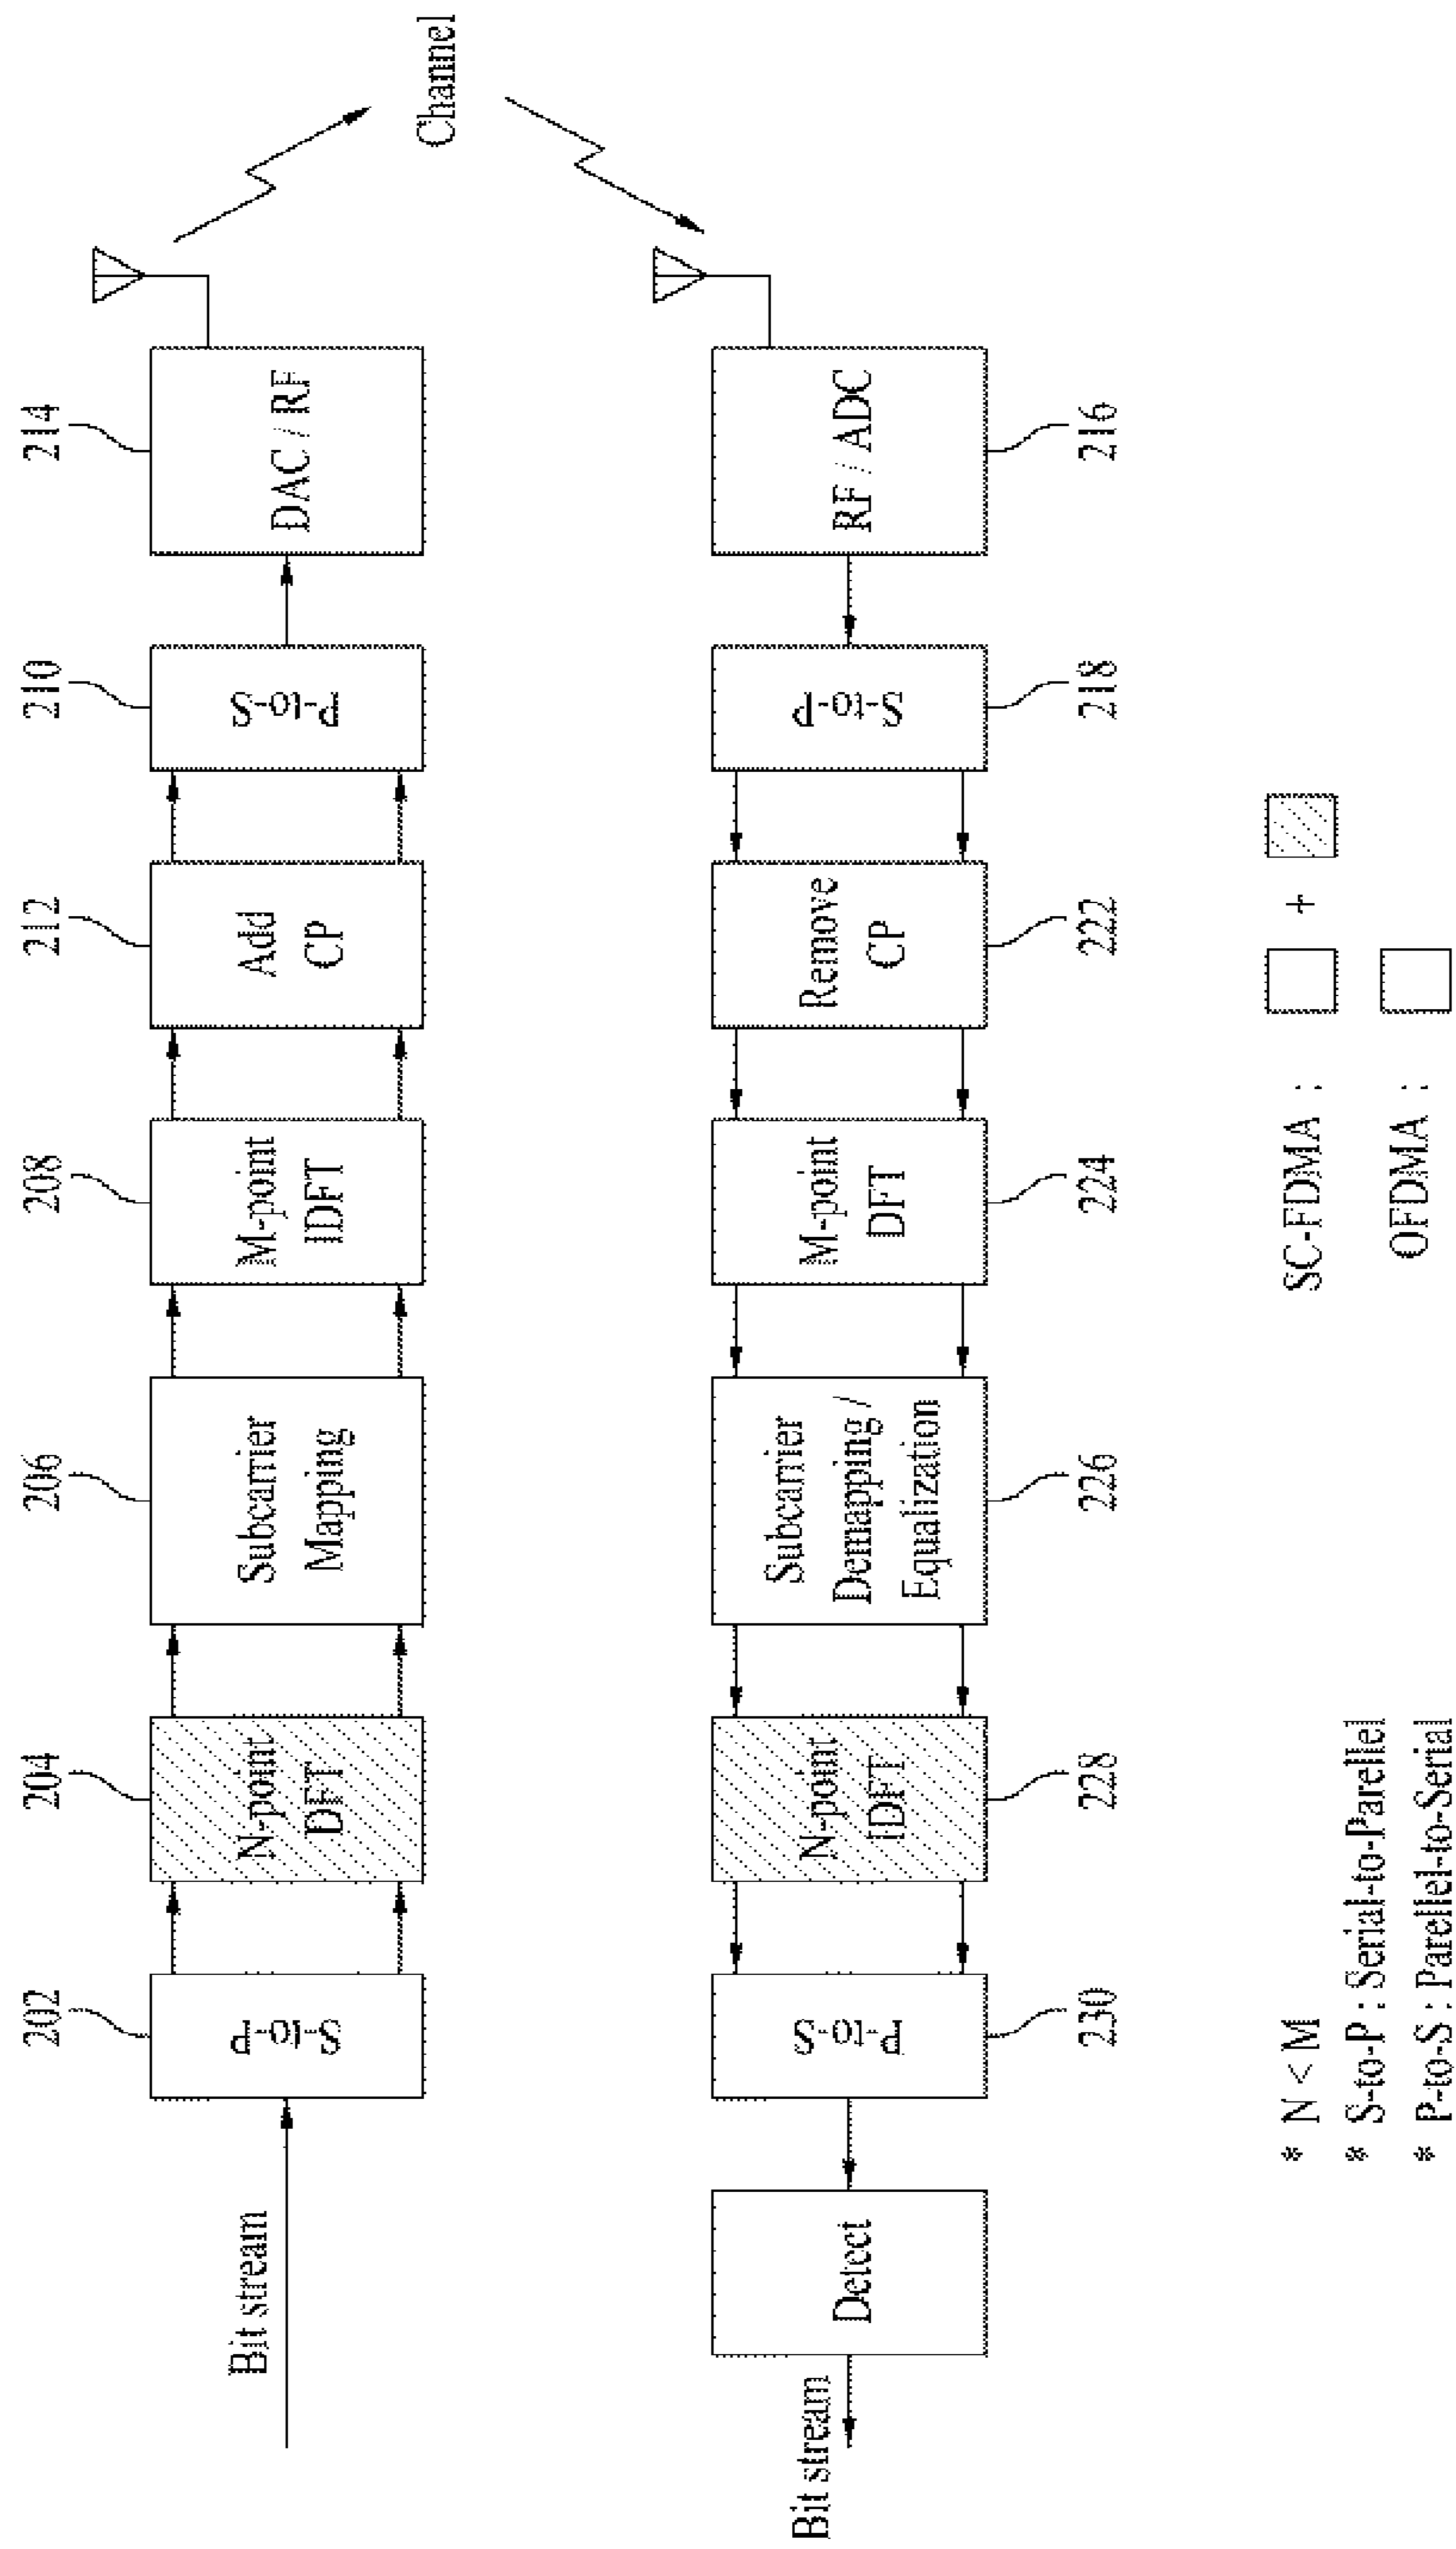 202
204
206
208
212
210
214
Bit stream
S-to-P
N-point
DFT
Subcarrier
Mapping
M-point
IDFT
Add
CP
P-to-S
DAC / RF
Channel
Bit stream
Detect
P-to-S
N-point
IDFT
Subcarrier
Demapping /
Equalization
M-point
DFT
Remove
CP
S-to-P
RF / ADC
230
228
226
224
222
218
216
* N < M
* S-to-P : Serial-to-Parellel
* P-to-S : Parellel-to-Serial
SC-FDMA : +
OFDMA :